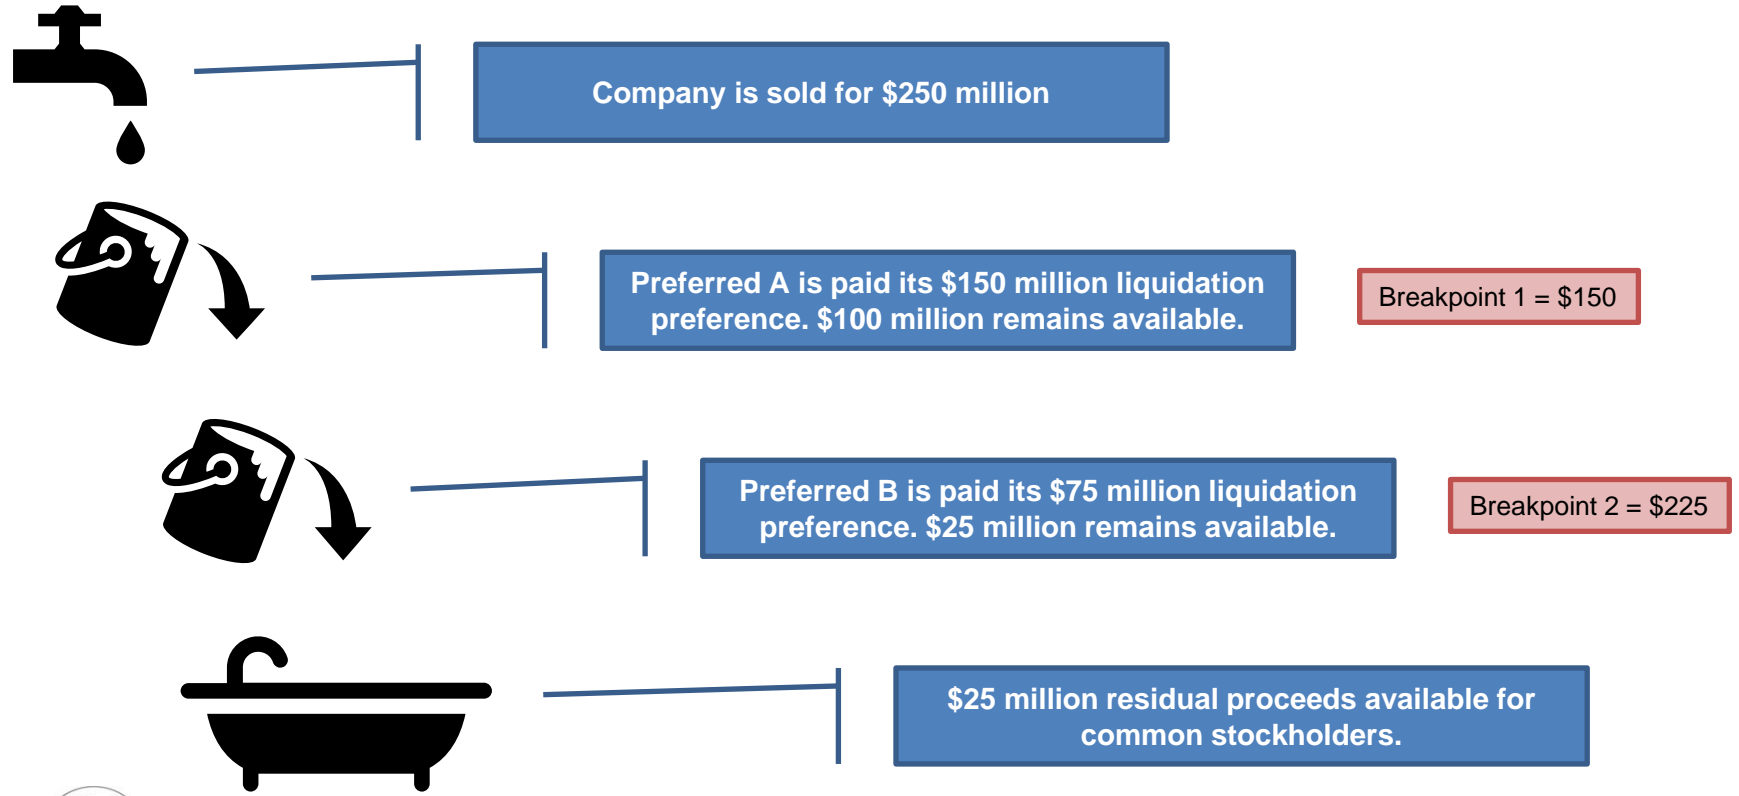 Company is sold for $250 million
Preferred A is paid its $150 million liquidation
preference. $100 million remains available.
Breakpoint 1 = $150
Preferred B is paid its $75 million liquidation
preference. $25 million remains available.
Breakpoint 2 = $225
$25 million residual proceeds available for
common stockholders.